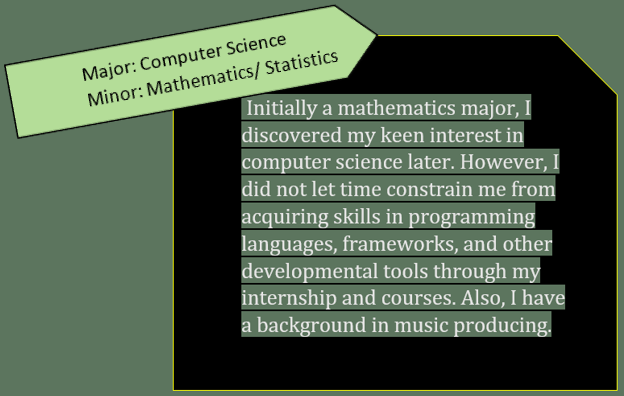 Major: Computer Science
Minor: Mathematics/ Statistics
Initially a mathematics major, I
discovered my keen interest in
computer science later. However, I
did not let time constrain me from
acquiring skills in programming
languages, frameworks, and other
developmental tools through my
internship and courses. Also, I have
a background in music producing.